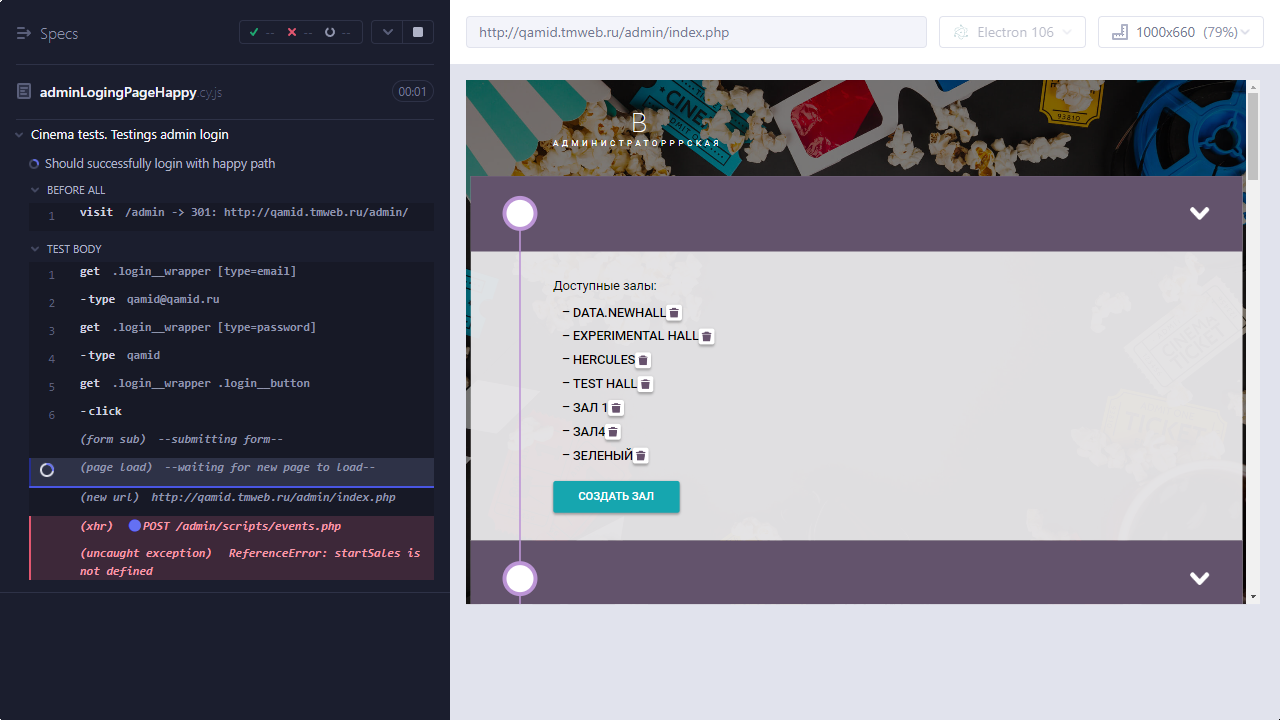 Specs
-- -- --
adminLogingPageHappy.cy.js
00:01
Cinema tests. Testings admin login
Should successfully login with happy path
BEFORE ALL
1 visit /admin -> 301: http://qamid.tmweb.ru/admin/
TEST BODY
1 get .login__wrapper [type=email]
2 -type qamid@qamid.ru
3 get .login__wrapper [type=password]
4 -type qamid
5 get .login__wrapper .login__button
6 -click
(form sub) --submitting form--
(page load) --waiting for new page to load--
(new url) http://qamid.tmweb.ru/admin/index.php
(xhr) POST /admin/scripts/events.php
(uncaught exception) ReferenceError: startSales is
not defined
http://qamid.tmweb.ru/admin/index.php
Electron 106
1000x660 (79%)
CINE
DMIT O
93810
В
АДМИНИСТРАТОРРРСКАЯ
Доступные залы:
– DATA.NEWHALL
– EXPERIMENTAL HALL
– HERCULES
– TEST HALL
– ЗАЛ 1
– ЗАЛ4
– ЗЕЛЕНЫЙ
СОЗДАТЬ ЗАЛ